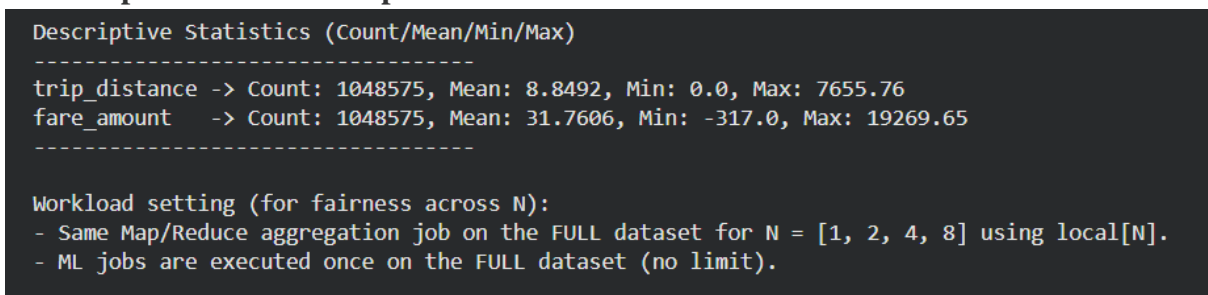 Descriptive Statistics (Count/Mean/Min/Max)
-----------------------------------
trip_distance -> Count: 1048575, Mean: 8.8492, Min: 0.0, Max: 7655.76
fare_amount   -> Count: 1048575, Mean: 31.7606, Min: -317.0, Max: 19269.65
-----------------------------------
Workload setting (for fairness across N):
- Same Map/Reduce aggregation job on the FULL dataset for N = [1, 2, 4, 8] using local[N].
- ML jobs are executed once on the FULL dataset (no limit).